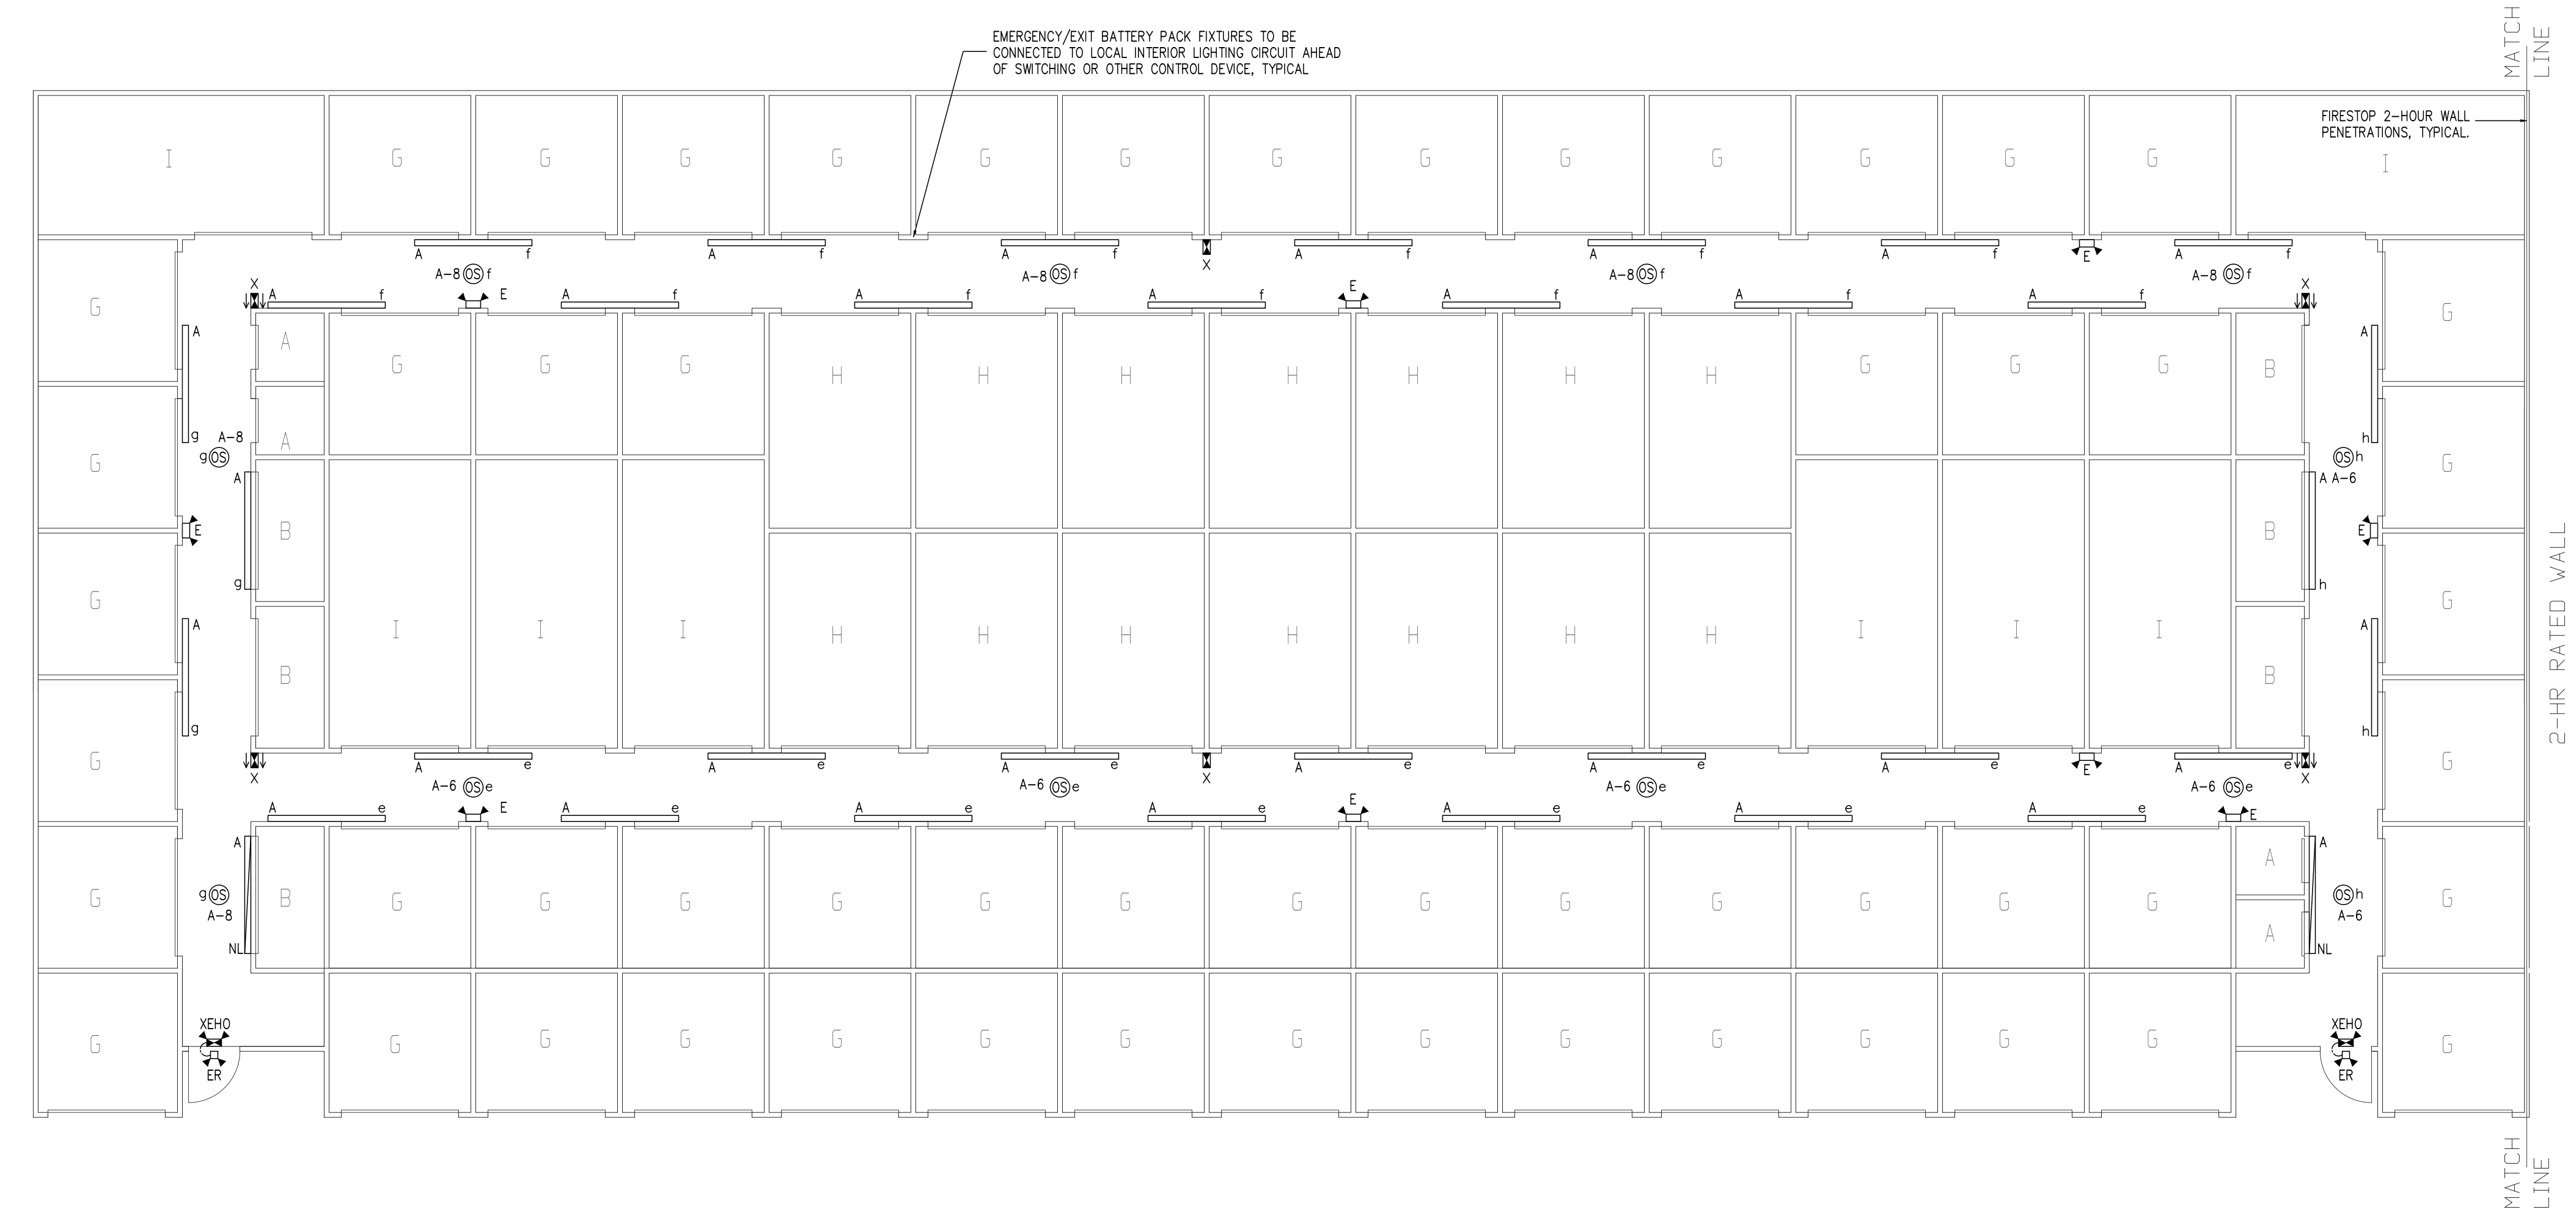 MATCH
LINE
EMERGENCY/EXIT BATTERY PACK FIXTURES TO BE
CONNECTED TO LOCAL INTERIOR LIGHTING CIRCUIT AHEAD
OF SWITCHING OR OTHER CONTROL DEVICE, TYPICAL
FIRESTOP 2-HOUR WALL
PENETRATIONS, TYPICAL.
I G G G G G G G G G G G G G I
A f A f A f X A f A f A f E A f
A-8 OS f A-8 OS f A-8 OS f A-8 OS f
X A f E A f A f A f E A f A f A f X
G A A G G G H H H H H H H G G G B A G
g A-8 h
G A g OS OS h G
A A A-6
E B B E
g h
G A A G
B I I I H H H H H H H I I I B
g h
G X A e A e A e X A e A e A e E A e X G
A-6 OS e A-6 OS e A-6 OS e A-6 OS e
A e E A e A e A e E A e A e A e E
A A A
G g OS B G G G G G G G G G G G G G OS h G
A-8 A A-6
NL NL
XEHO XEHO
G G G G G G G G G G G G G G G
ER ER
2-HR RATED WALL
MATCH
LINE